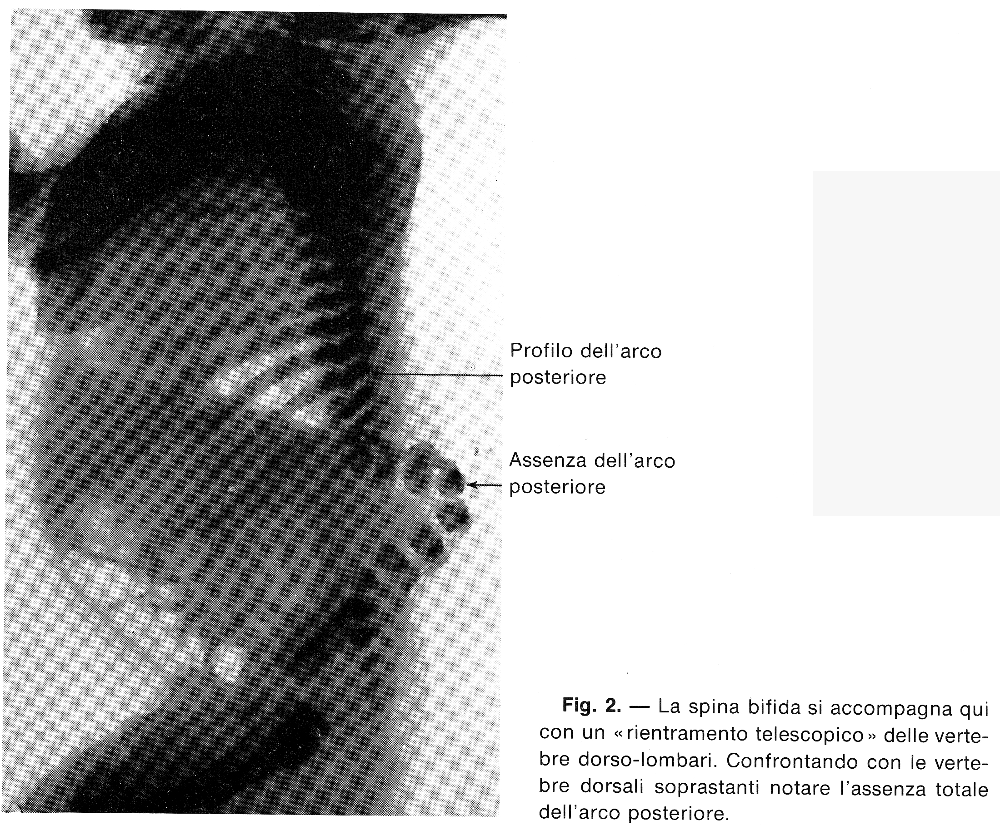 Profilo dell'arco
posteriore
Assenza dell'arco
posteriore
Fig. 2. — La spina bifida si accompagna qui
con un « rientramento telescopico » delle verte-
bre dorso-lombari. Confrontando con le verte-
bre dorsali soprastanti notare l'assenza totale
dell'arco posteriore.